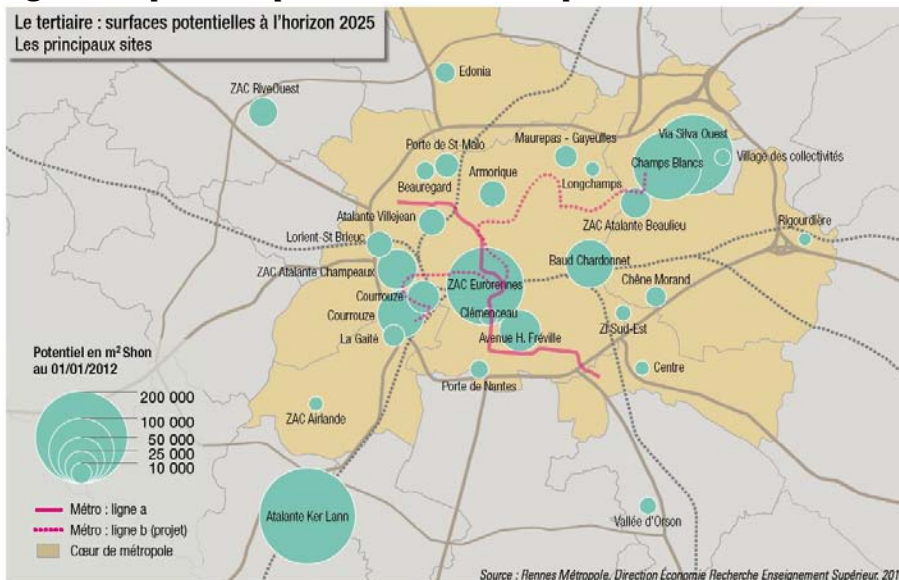 Le tertiaire : surfaces potentielles à l'horizon 2025
Les principaux sites
Edonia
ZAC RiveOuest
Via Silva Ouest
Maurepas - Gayeulles
Porte de St-Malo
Champs Blancs
Village des collectivités
Beauregard
Armorique
Longchamps
Atalante Villejean
ZAC Atalante Beaulieu
Rigourdière
Lorient-St Brieuc
Baud Chardonnet
ZAC Atalante Champeaux
Chêne Morand
ZAC Eurorennes
Courrouze
Courrouze
Clémenceau
La Gaité
Avenue H. Fréville
ZI Sud-Est
Centre
Porte de Nantes
ZAC Airlande
Atalante Ker Lann
Vallée d'Orson
Potentiel en m² Shon
au 01/01/2012
200 000
100 000
50 000
25 000
10 000
Métro : ligne a
Métro : ligne b (projet)
Cœur de métropole
Source : Rennes Métropole, Direction Économie Recherche Enseignement Supérieur,